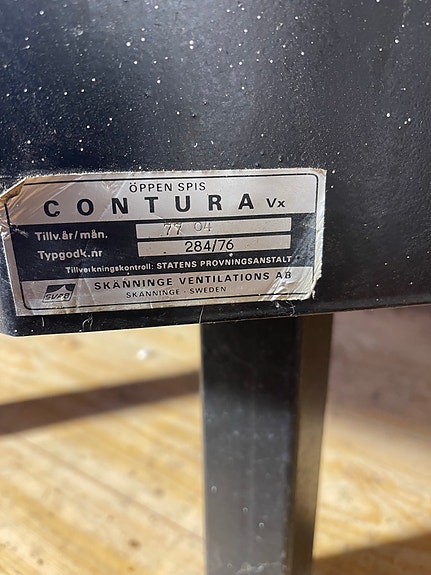 ÖPPEN SPIS
CONTURA Vx
Tillv.år/mån. 77 04
Typgodk.nr 284/76
Tillverkningskontroll: STATENS PROVNINGSANSTALT
SVAB SKÄNNINGE VENTILATIONS AB
SKÄNNINGE · SWEDEN